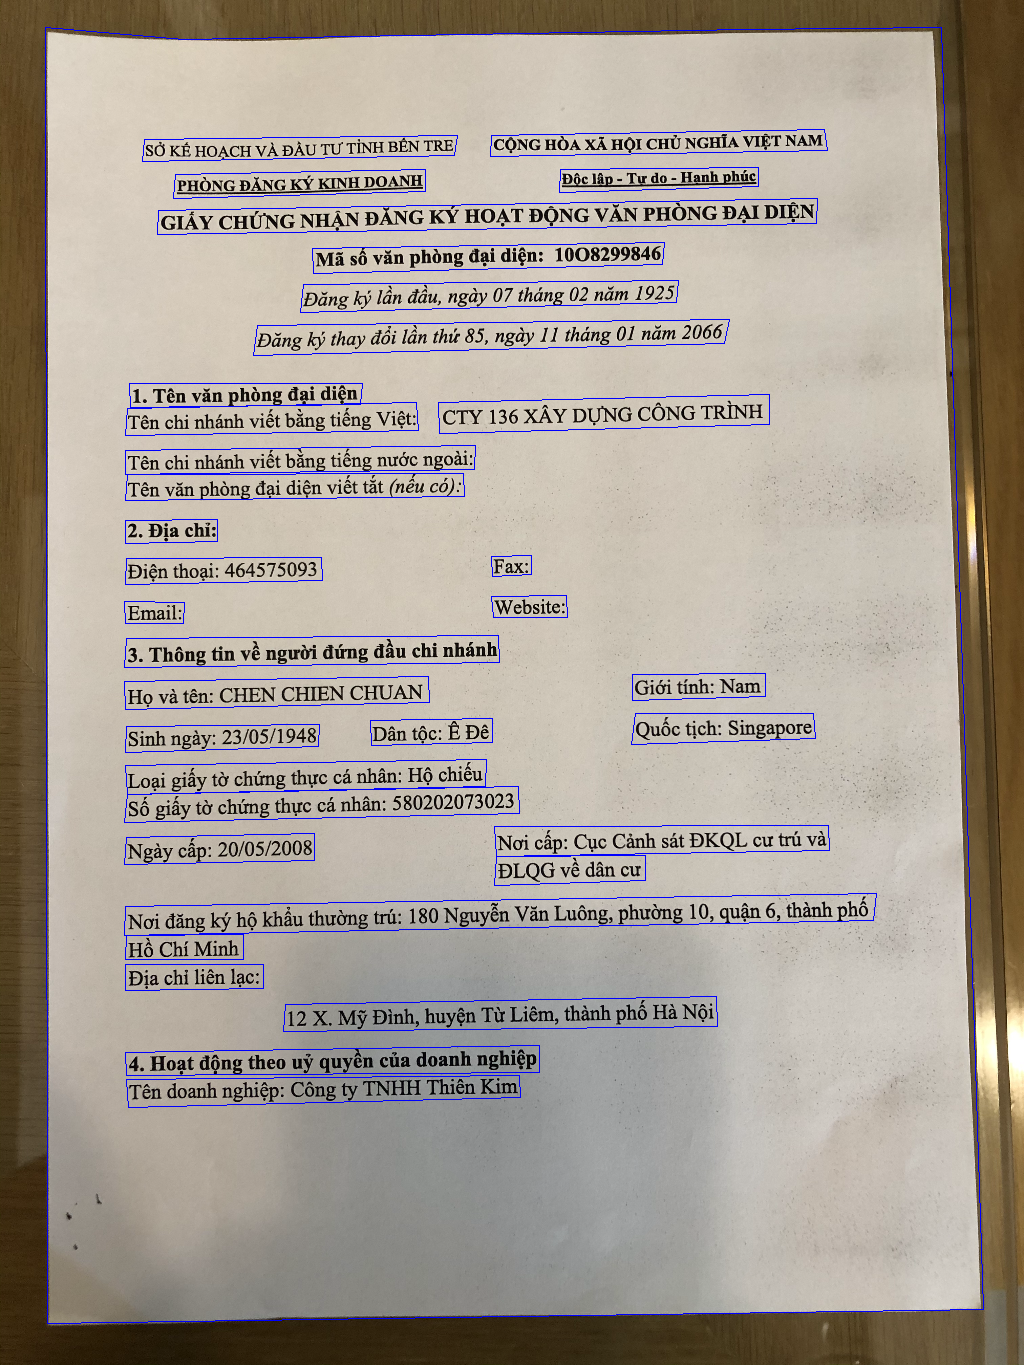 SỞ KẾ HOẠCH VÀ ĐẦU TƯ TỈNH BẾN TRE
CỘNG HÒA XÃ HỘI CHỦ NGHĨA VIỆT NAM
PHÒNG ĐĂNG KÝ KINH DOANH
Độc lập - Tự do - Hạnh phúc
GIẤY CHỨNG NHẬN ĐĂNG KÝ HOẠT ĐỘNG VĂN PHÒNG ĐẠI DIỆN
Mã số văn phòng đại diện: 10O8299846
Đăng ký lần đầu, ngày 07 tháng 02 năm 1925
Đăng ký thay đổi lần thứ 85, ngày 11 tháng 01 năm 2066
1. Tên văn phòng đại diện
Tên chi nhánh viết bằng tiếng Việt: CTY 136 XÂY DỰNG CÔNG TRÌNH
Tên chi nhánh viết bằng tiếng nước ngoài:
Tên văn phòng đại diện viết tắt (nếu có):
2. Địa chỉ:
Điện thoại: 464575093 Fax:
Email: Website:
3. Thông tin về người đứng đầu chi nhánh
Họ và tên: CHEN CHIEN CHUAN Giới tính: Nam
Sinh ngày: 23/05/1948 Dân tộc: Ê Đê Quốc tịch: Singapore
Loại giấy tờ chứng thực cá nhân: Hộ chiếu
Số giấy tờ chứng thực cá nhân: 580202073023
Ngày cấp: 20/05/2008 Nơi cấp: Cục Cảnh sát ĐKQL cư trú và
ĐLQG về dân cư
Nơi đăng ký hộ khẩu thường trú: 180 Nguyễn Văn Luông, phường 10, quận 6, thành phố
Hồ Chí Minh
Địa chỉ liên lạc:
12 X. Mỹ Đình, huyện Từ Liêm, thành phố Hà Nội
4. Hoạt động theo uỷ quyền của doanh nghiệp
Tên doanh nghiệp: Công ty TNHH Thiên Kim